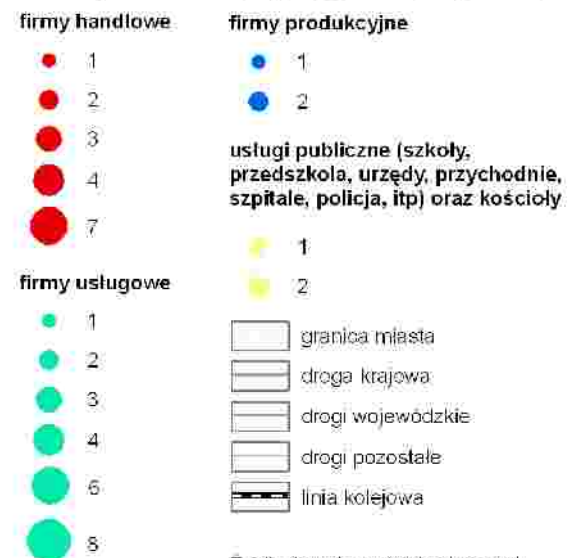 firmy handlowe
1
2
3
4
7
firmy usługowe
1
2
3
4
6
8
firmy produkcyjne
1
2
usługi publiczne (szkoły,
przedszkola, urzędy, przychodnie,
szpitale, policja, itp) oraz kościoły
1
2
granica miasta
droga krajowa
drogi wojewódzkie
drogi pozostałe
linia kolejowa